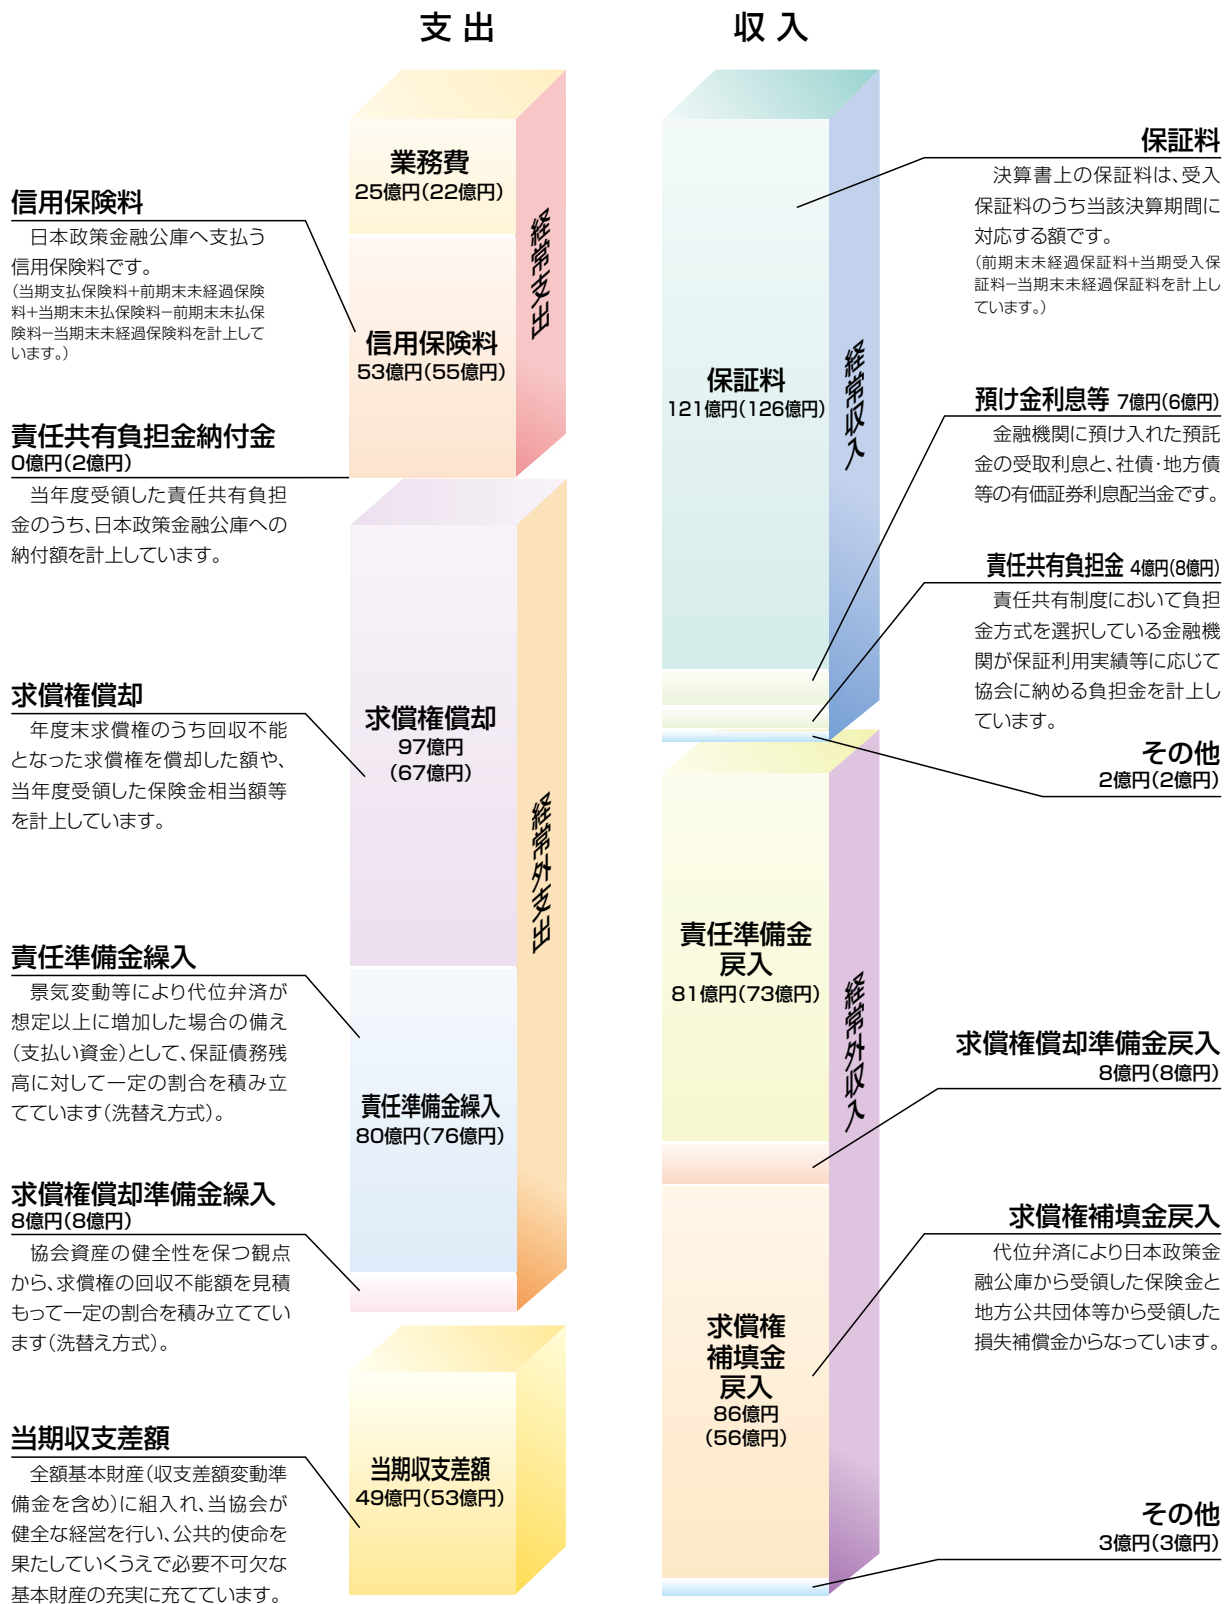 支出
収入
信用保険料
日本政策金融公庫へ支払う
信用保険料です。
(当期支払保険料+前期末未経過保険
料+当期末未払保険料−前期末未払保
険料−当期末未経過保険料を計上して
います。)
責任共有負担金納付金
0億円(2億円)
当年度受領した責任共有負担
金のうち、日本政策金融公庫への
納付額を計上しています。
求償権償却
年度末求償権のうち回収不能
となった求償権を償却した額や、
当年度受領した保険金相当額等
を計上しています。
責任準備金繰入
景気変動等により代位弁済が
想定以上に増加した場合の備え
(支払い資金)として、保証債務残
高に対して一定の割合を積み立
てています(洗替え方式)。
求償権償却準備金繰入
8億円(8億円)
協会資産の健全性を保つ観点
から、求償権の回収不能額を見積
もって一定の割合を積み立ててい
ます(洗替え方式)。
当期収支差額
全額基本財産(収支差額変動準
備金を含め)に組入れ、当協会が
健全な経営を行い、公共的使命を
果たしていくうえで必要不可欠な
基本財産の充実に充てています。
業務費
25億円(22億円)
信用保険料
53億円(55億円)
経常支出
求償権償却
97億円
(67億円)
責任準備金繰入
80億円(76億円)
経常外支出
当期収支差額
49億円(53億円)
保証料
121億円(126億円)
経常収入
責任準備金
戻入
81億円(73億円)
求償権
補填金
戻入
86億円
(56億円)
経常外収入
保証料
決算書上の保証料は、受入
保証料のうち当該決算期間に
対応する額です。
(前期末未経過保証料+当期受入保
証料−当期末未経過保証料を計上し
ています。)
預け金利息等 7億円(6億円)
金融機関に預け入れた預託
金の受取利息と、社債・地方債
等の有価証券利息配当金です。
責任共有負担金 4億円(8億円)
責任共有制度において負担
金方式を選択している金融機
関が保証利用実績等に応じて
協会に納める負担金を計上し
ています。
その他
2億円(2億円)
求償権償却準備金戻入
8億円(8億円)
求償権補填金戻入
代位弁済により日本政策金
融公庫から受領した保険金と
地方公共団体等から受領した
損失補償金からなっています。
その他
3億円(3億円)